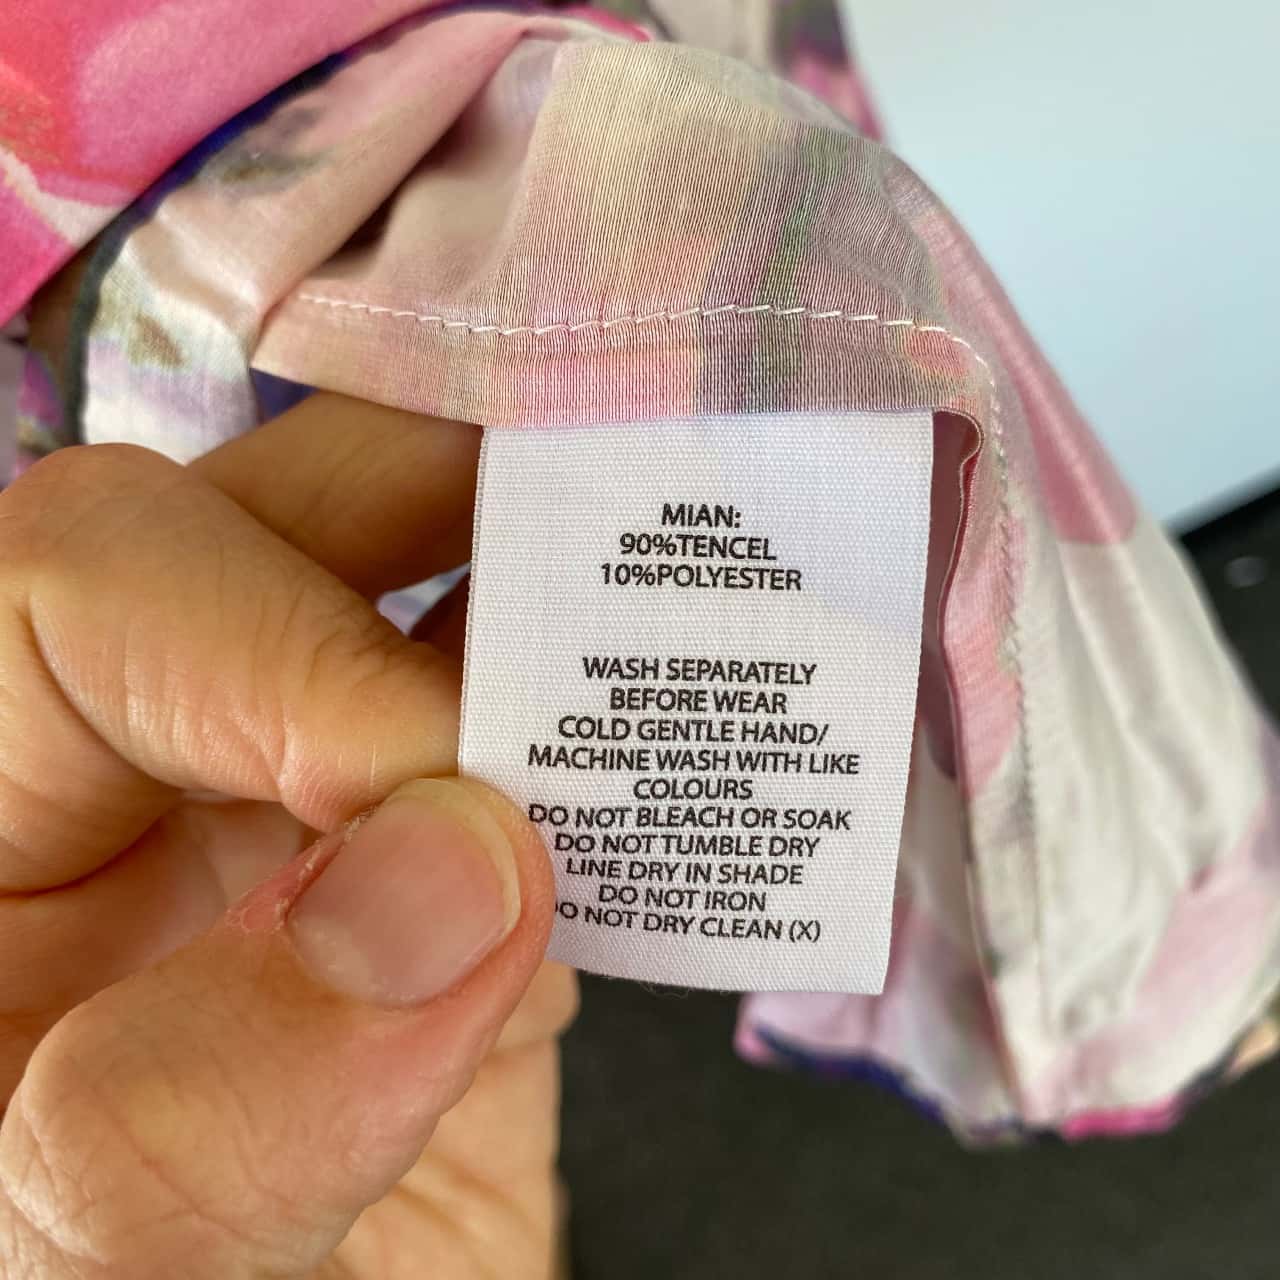 MIAN:
90%TENCEL
10%POLYESTER
WASH SEPARATELY
BEFORE WEAR
COLD GENTLE HAND/
MACHINE WASH WITH LIKE
COLOURS
DO NOT BLEACH OR SOAK
DO NOT TUMBLE DRY
LINE DRY IN SHADE
DO NOT IRON
DO NOT DRY CLEAN (X)